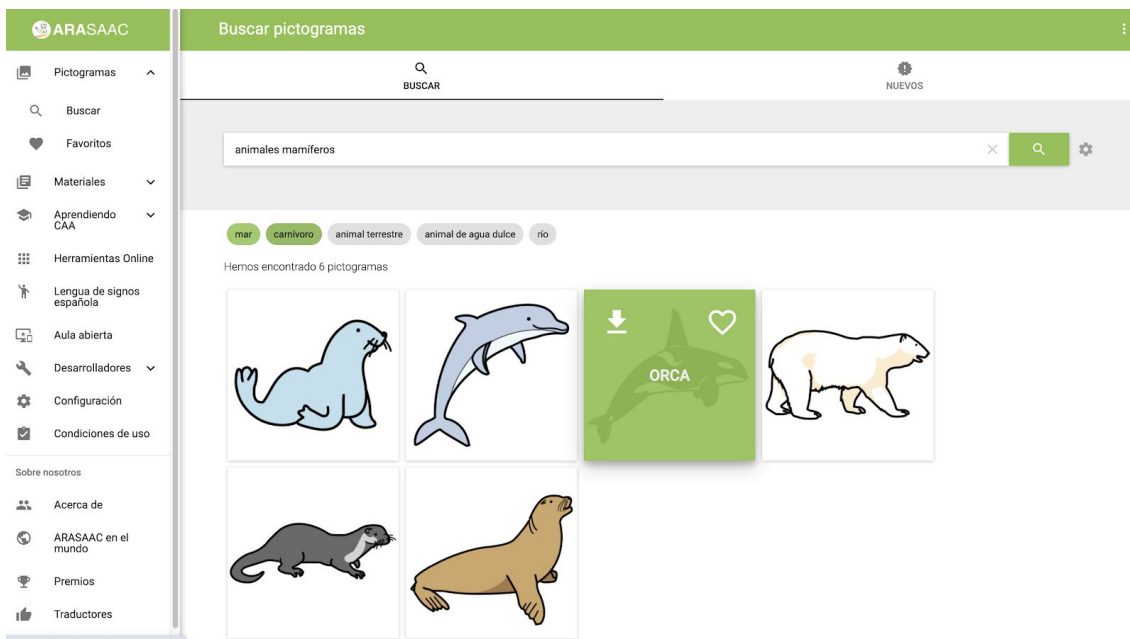 ARASAAC
Pictogramas
Buscar
Favoritos
Materiales
Aprendiendo
CAA
Herramientas Online
Lengua de signos
española
Aula abierta
Desarrolladores
Configuración
Condiciones de uso
Sobre nosotros
Acerca de
ARASAAC en el
mundo
Premios
Traductores
Buscar pictogramas
BUSCAR
NUEVOS
animales mamíferos
mar carnívoro animal terrestre animal de agua dulce río
Hemos encontrado 6 pictogramas
ORCA